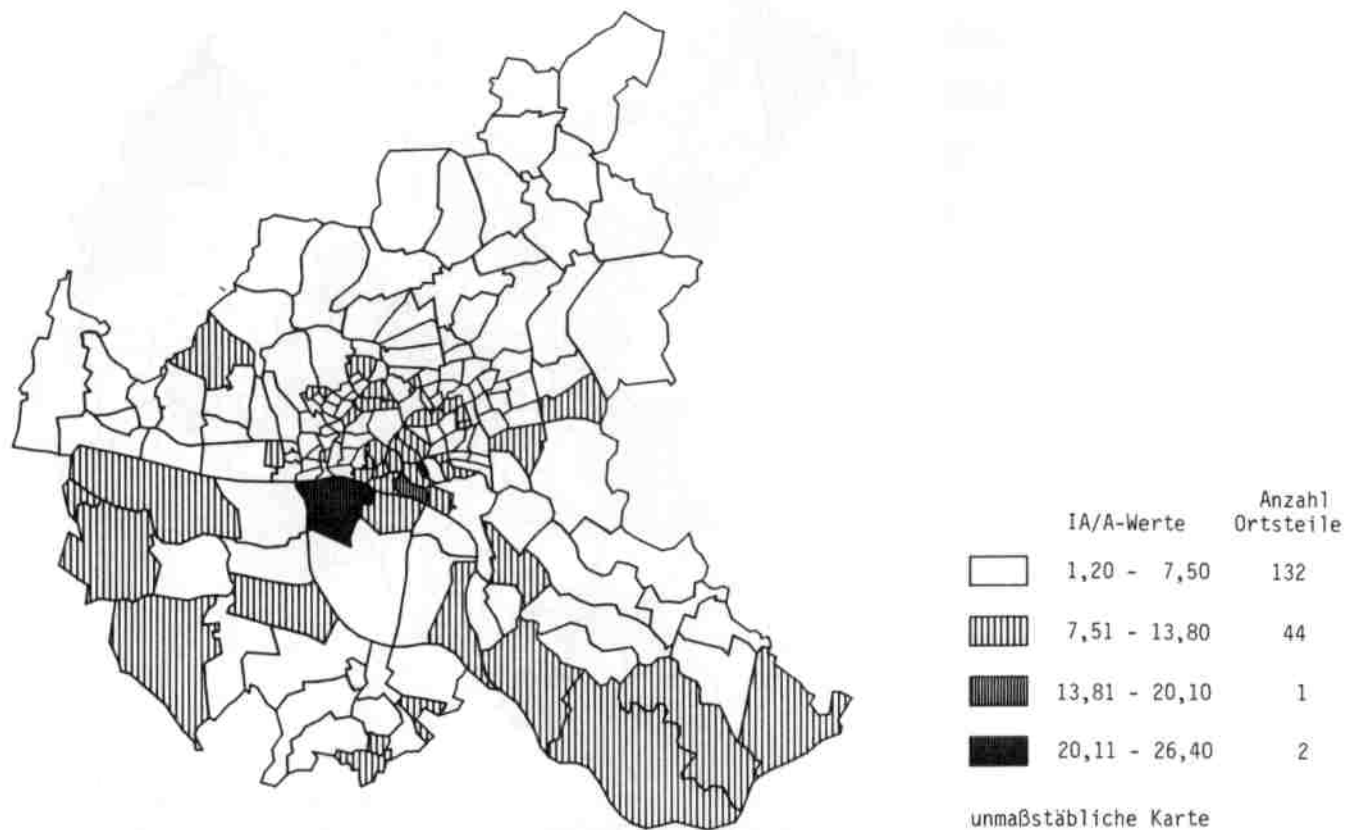 Anzahl
IA/A-Werte Ortsteile
1,20 - 7,50 132
7,51 - 13,80 44
13,81 - 20,10 1
20,11 - 26,40 2
unmaßstäbliche Karte